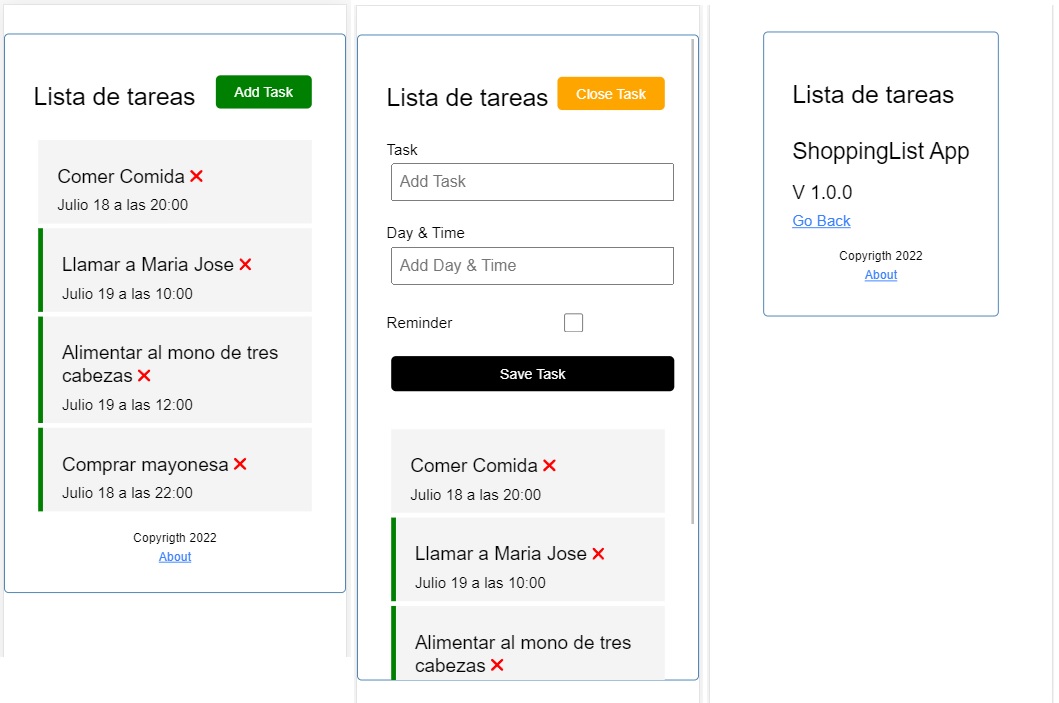 Lista de tareas
Add Task
Comer Comida
Julio 18 a las 20:00
Llamar a Maria Jose
Julio 19 a las 10:00
Alimentar al mono de tres
cabezas
Julio 19 a las 12:00
Comprar mayonesa
Julio 18 a las 22:00
Copyrigth 2022
About
Lista de tareas
Close Task
Task
Add Task
Day & Time
Add Day & Time
Reminder
Save Task
Comer Comida
Julio 18 a las 20:00
Llamar a Maria Jose
Julio 19 a las 10:00
Alimentar al mono de tres
cabezas
Lista de tareas
ShoppingList App
V 1.0.0
Go Back
Copyrigth 2022
About